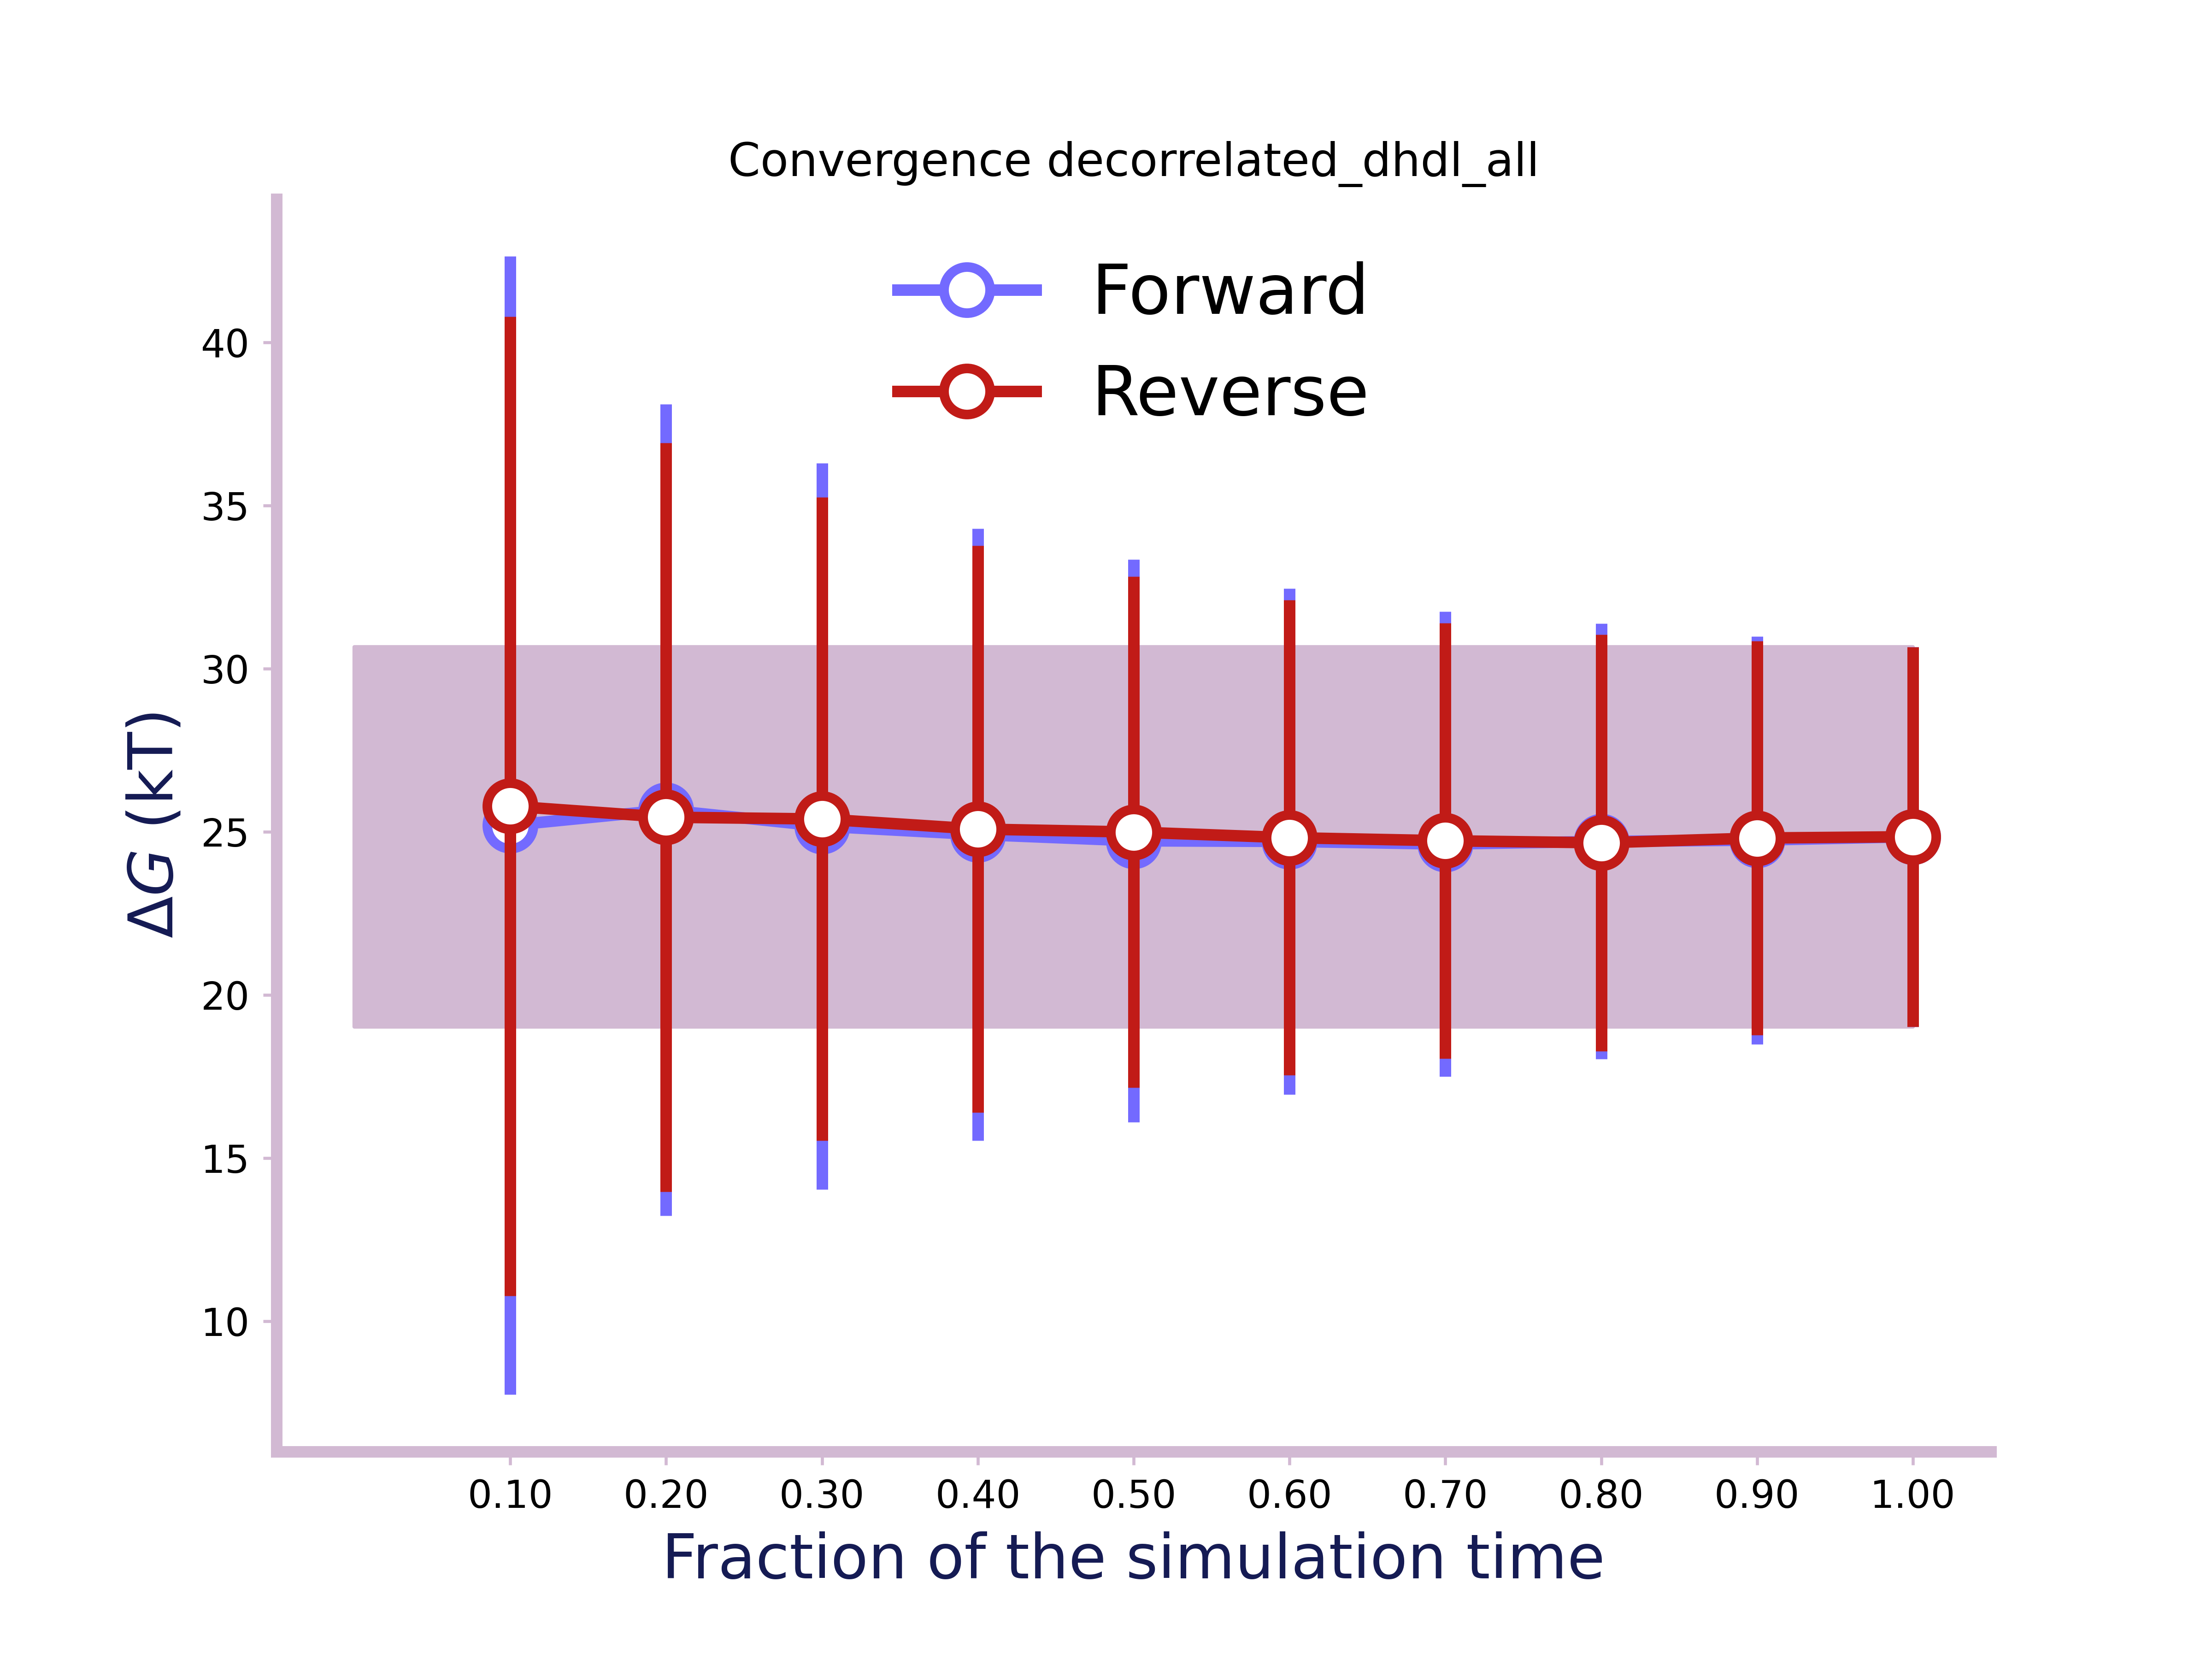 Convergence decorrelated_dhdl_all
Forward
Reverse
40
35
30
25
20
15
10
ΔG (kT)
0.10 0.20 0.30 0.40 0.50 0.60 0.70 0.80 0.90 1.00
Fraction of the simulation time